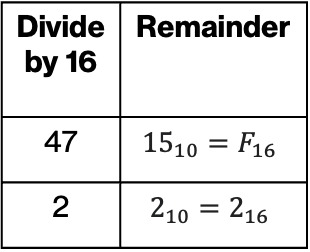 Divide Remainder
by 16
47 15₁₀ = F₁₆
2 2₁₀ = 2₁₆